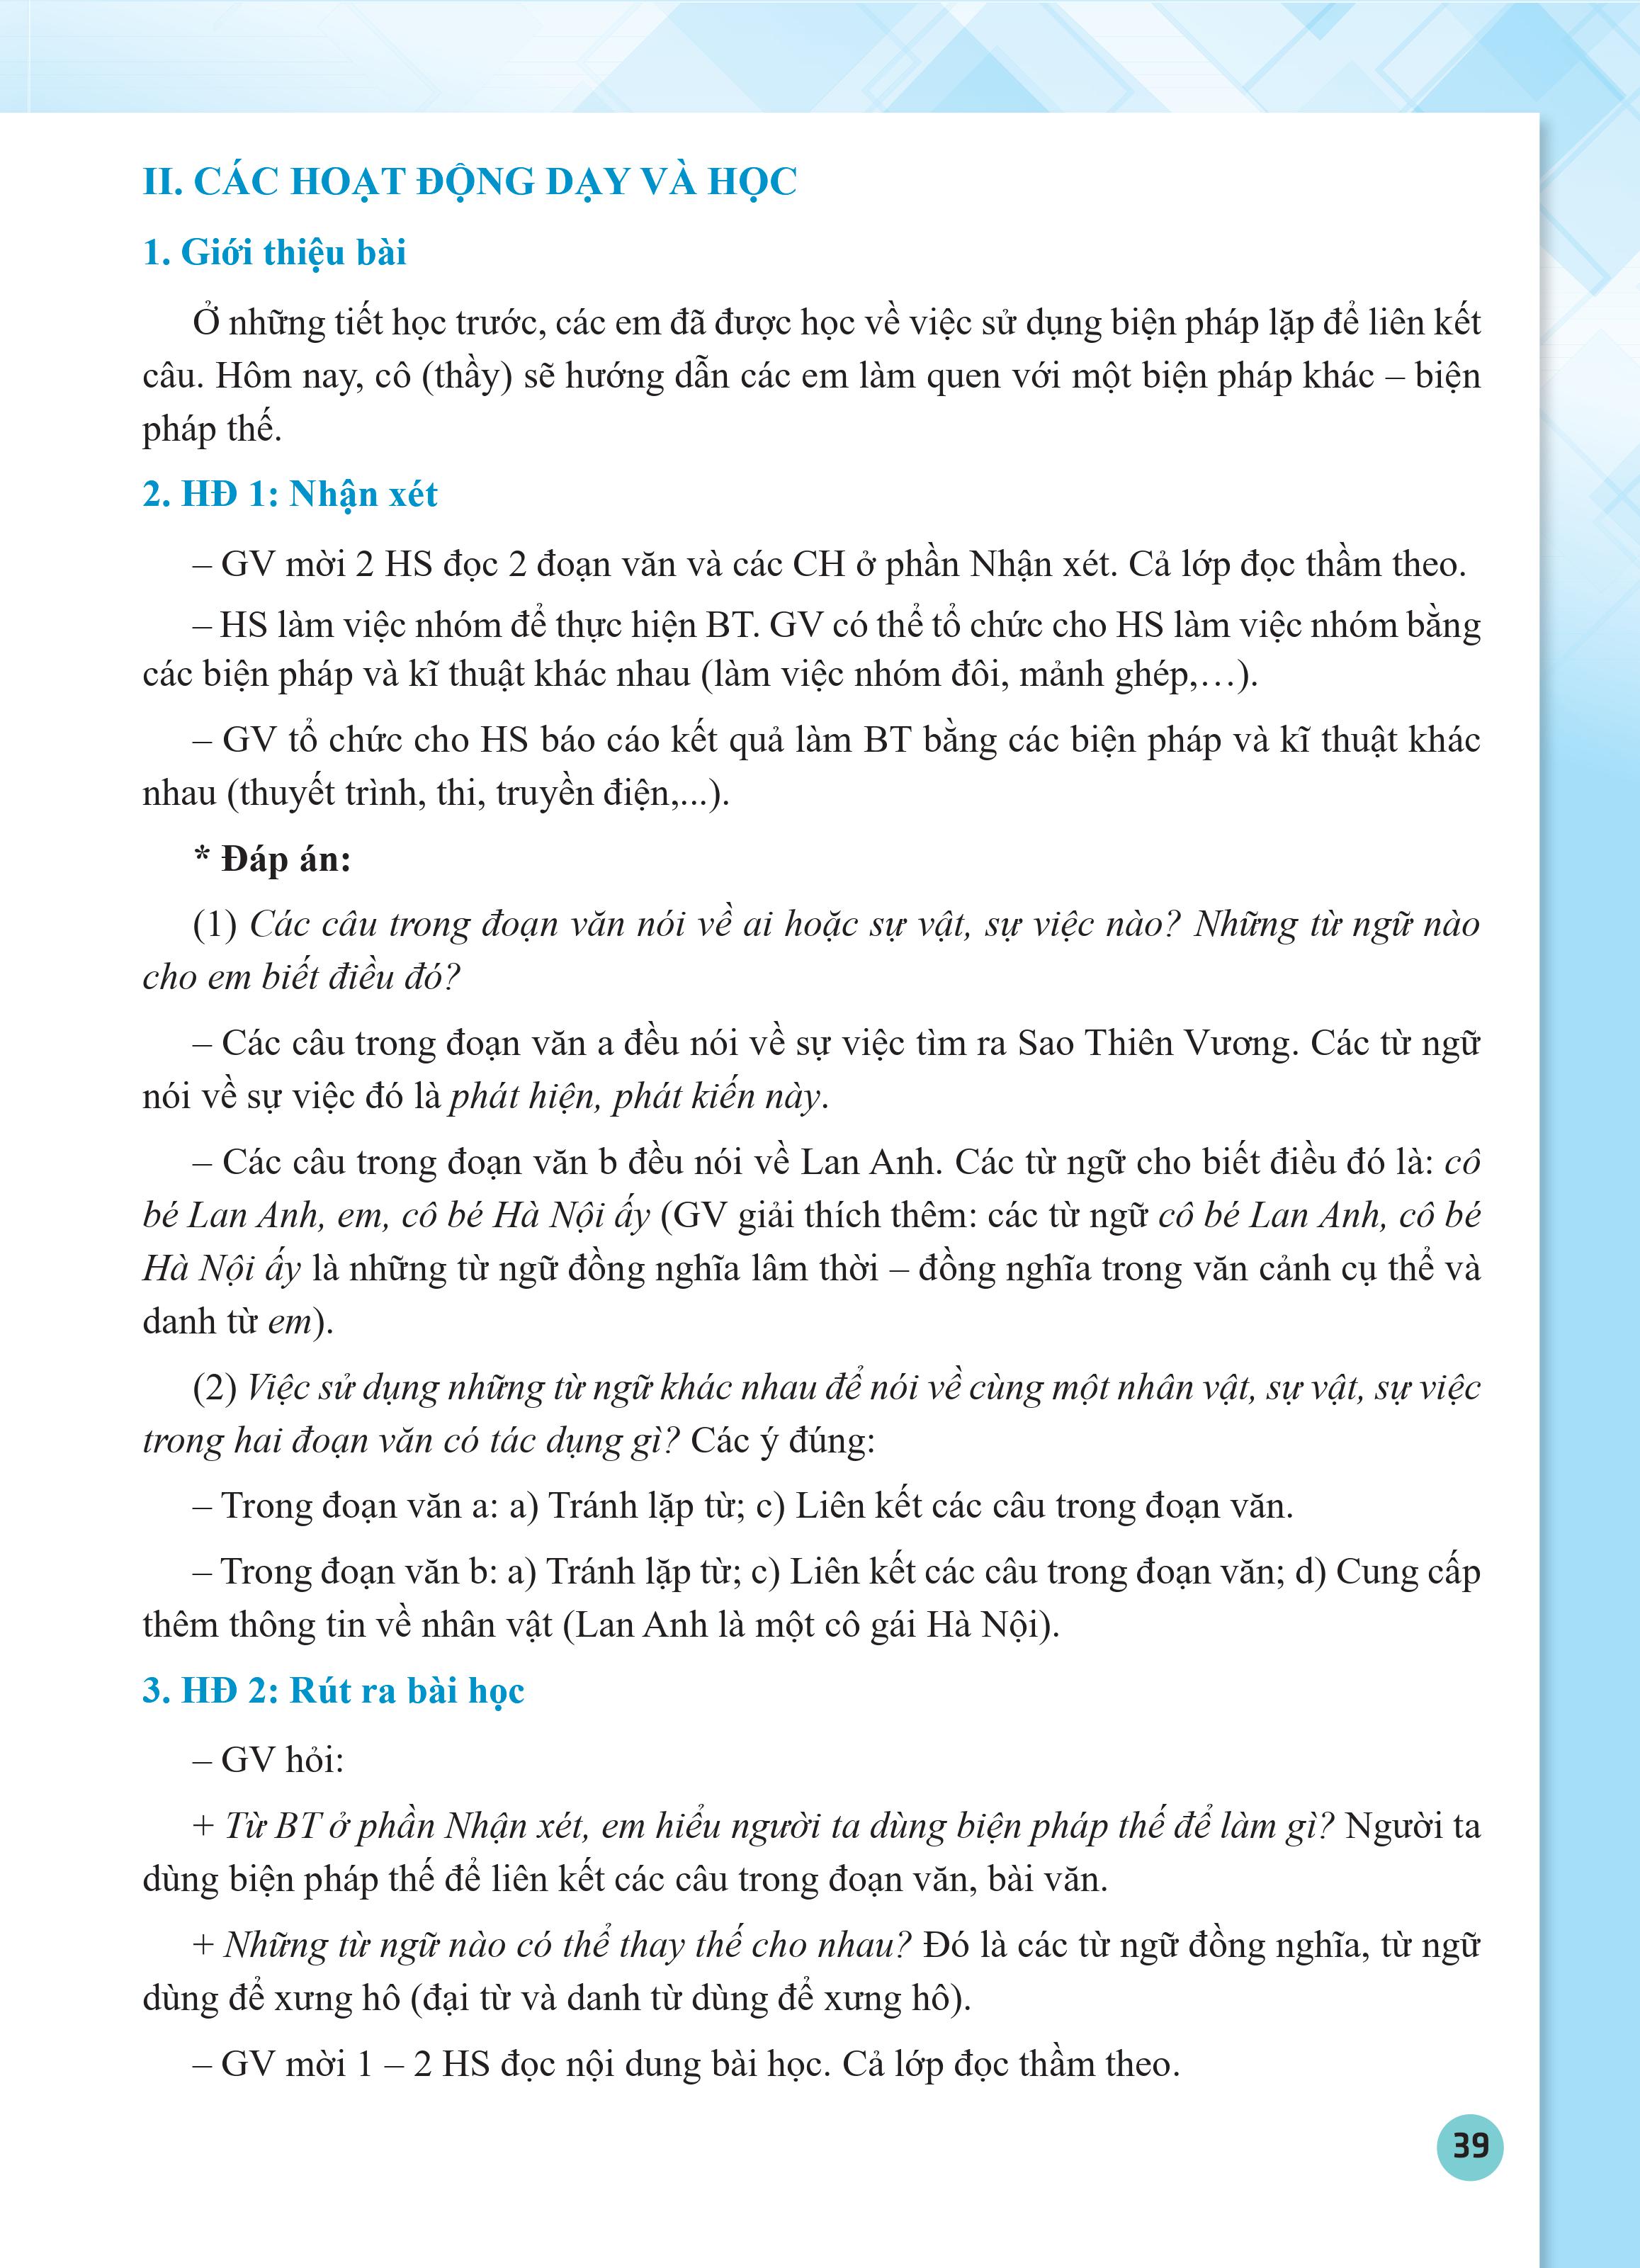 II. CÁC HOẠT ĐỘNG DẠY VÀ HỌC
1. Giới thiệu bài
Ở những tiết học trước, các em đã được học về việc sử dụng biện pháp lặp để liên kết
câu. Hôm nay, cô (thầy) sẽ hướng dẫn các em làm quen với một biện pháp khác – biện
pháp thế.
2. HĐ 1: Nhận xét
– GV mời 2 HS đọc 2 đoạn văn và các CH ở phần Nhận xét. Cả lớp đọc thầm theo.
– HS làm việc nhóm để thực hiện BT. GV có thể tổ chức cho HS làm việc nhóm bằng
các biện pháp và kĩ thuật khác nhau (làm việc nhóm đôi, mảnh ghép,…).
– GV tổ chức cho HS báo cáo kết quả làm BT bằng các biện pháp và kĩ thuật khác
nhau (thuyết trình, thi, truyền điện,...).
* Đáp án:
(1) Các câu trong đoạn văn nói về ai hoặc sự vật, sự việc nào? Những từ ngữ nào
cho em biết điều đó?
– Các câu trong đoạn văn a đều nói về sự việc tìm ra Sao Thiên Vương. Các từ ngữ
nói về sự việc đó là phát hiện, phát kiến này.
– Các câu trong đoạn văn b đều nói về Lan Anh. Các từ ngữ cho biết điều đó là: cô
bé Lan Anh, em, cô bé Hà Nội ấy (GV giải thích thêm: các từ ngữ cô bé Lan Anh, cô bé
Hà Nội ấy là những từ ngữ đồng nghĩa lâm thời – đồng nghĩa trong văn cảnh cụ thể và
danh từ em).
(2) Việc sử dụng những từ ngữ khác nhau để nói về cùng một nhân vật, sự vật, sự việc
trong hai đoạn văn có tác dụng gì? Các ý đúng:
– Trong đoạn văn a: a) Tránh lặp từ; c) Liên kết các câu trong đoạn văn.
– Trong đoạn văn b: a) Tránh lặp từ; c) Liên kết các câu trong đoạn văn; d) Cung cấp
thêm thông tin về nhân vật (Lan Anh là một cô gái Hà Nội).
3. HĐ 2: Rút ra bài học
– GV hỏi:
+ Từ BT ở phần Nhận xét, em hiểu người ta dùng biện pháp thế để làm gì? Người ta
dùng biện pháp thế để liên kết các câu trong đoạn văn, bài văn.
+ Những từ ngữ nào có thể thay thế cho nhau? Đó là các từ ngữ đồng nghĩa, từ ngữ
dùng để xưng hô (đại từ và danh từ dùng để xưng hô).
– GV mời 1 – 2 HS đọc nội dung bài học. Cả lớp đọc thầm theo.
39